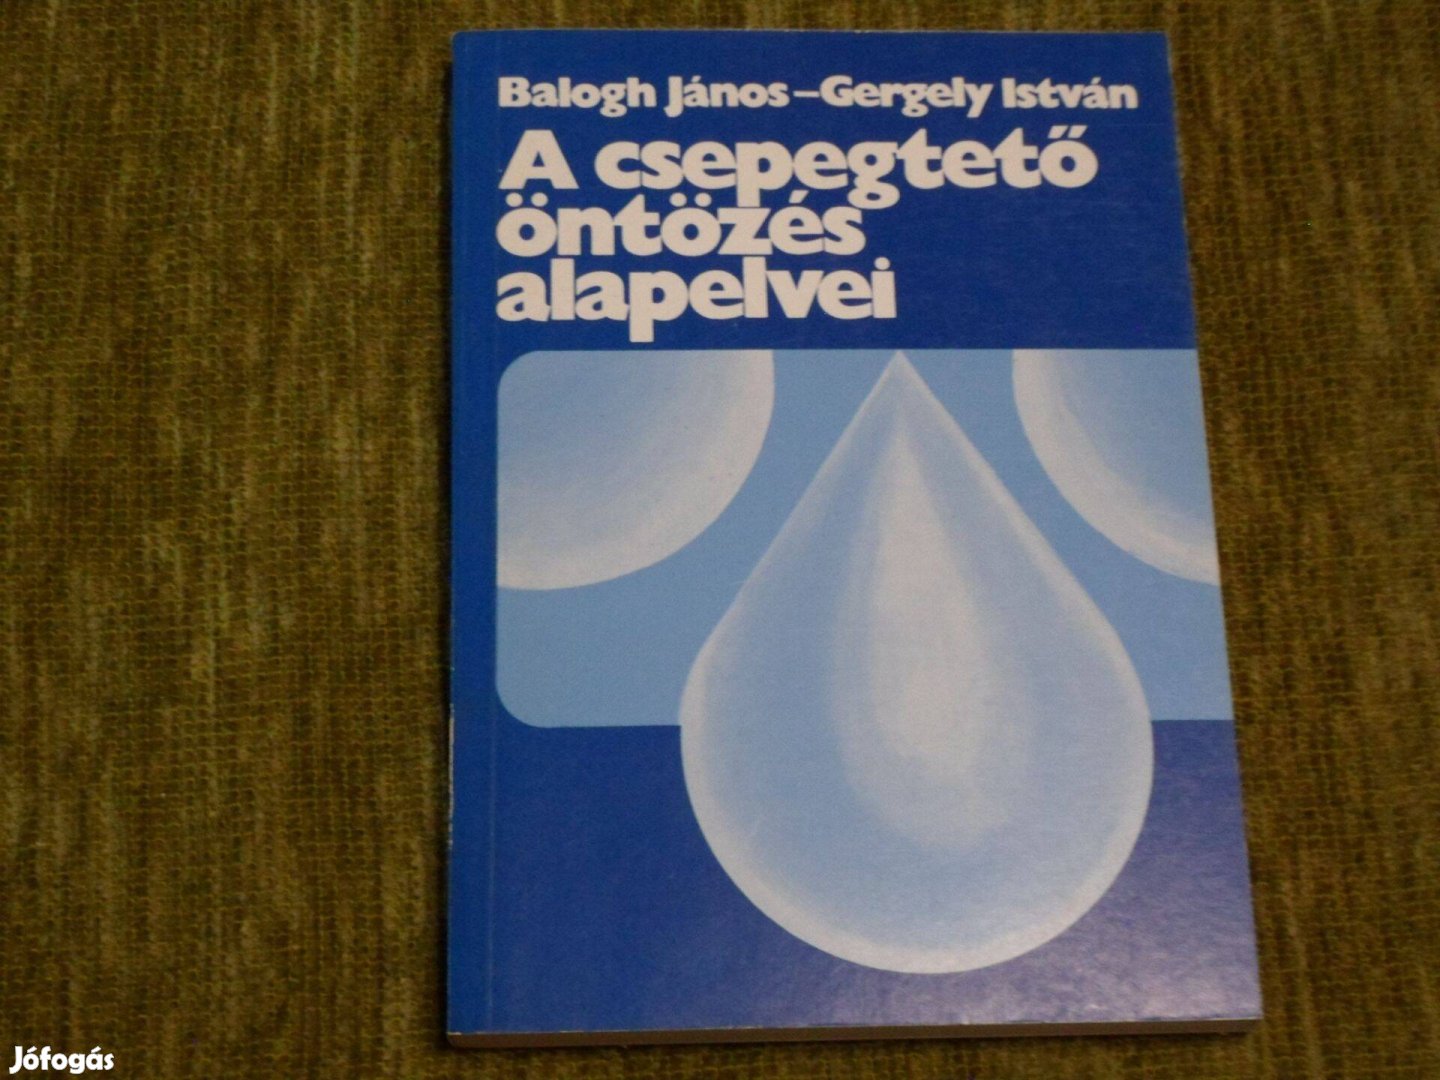 Balogh János–Gergely István
A csepegtető
öntözés
alapelvei
Jófogás